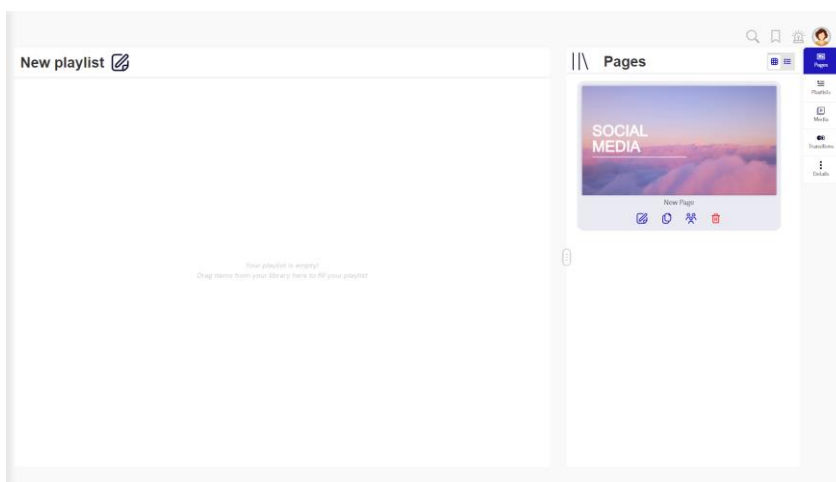 New playlist
Your playlist is empty!
Drag items from your library here to fill your playlist
Pages
SOCIAL
MEDIA
New Page
Pages
Playlists
Media
Transitions
Details